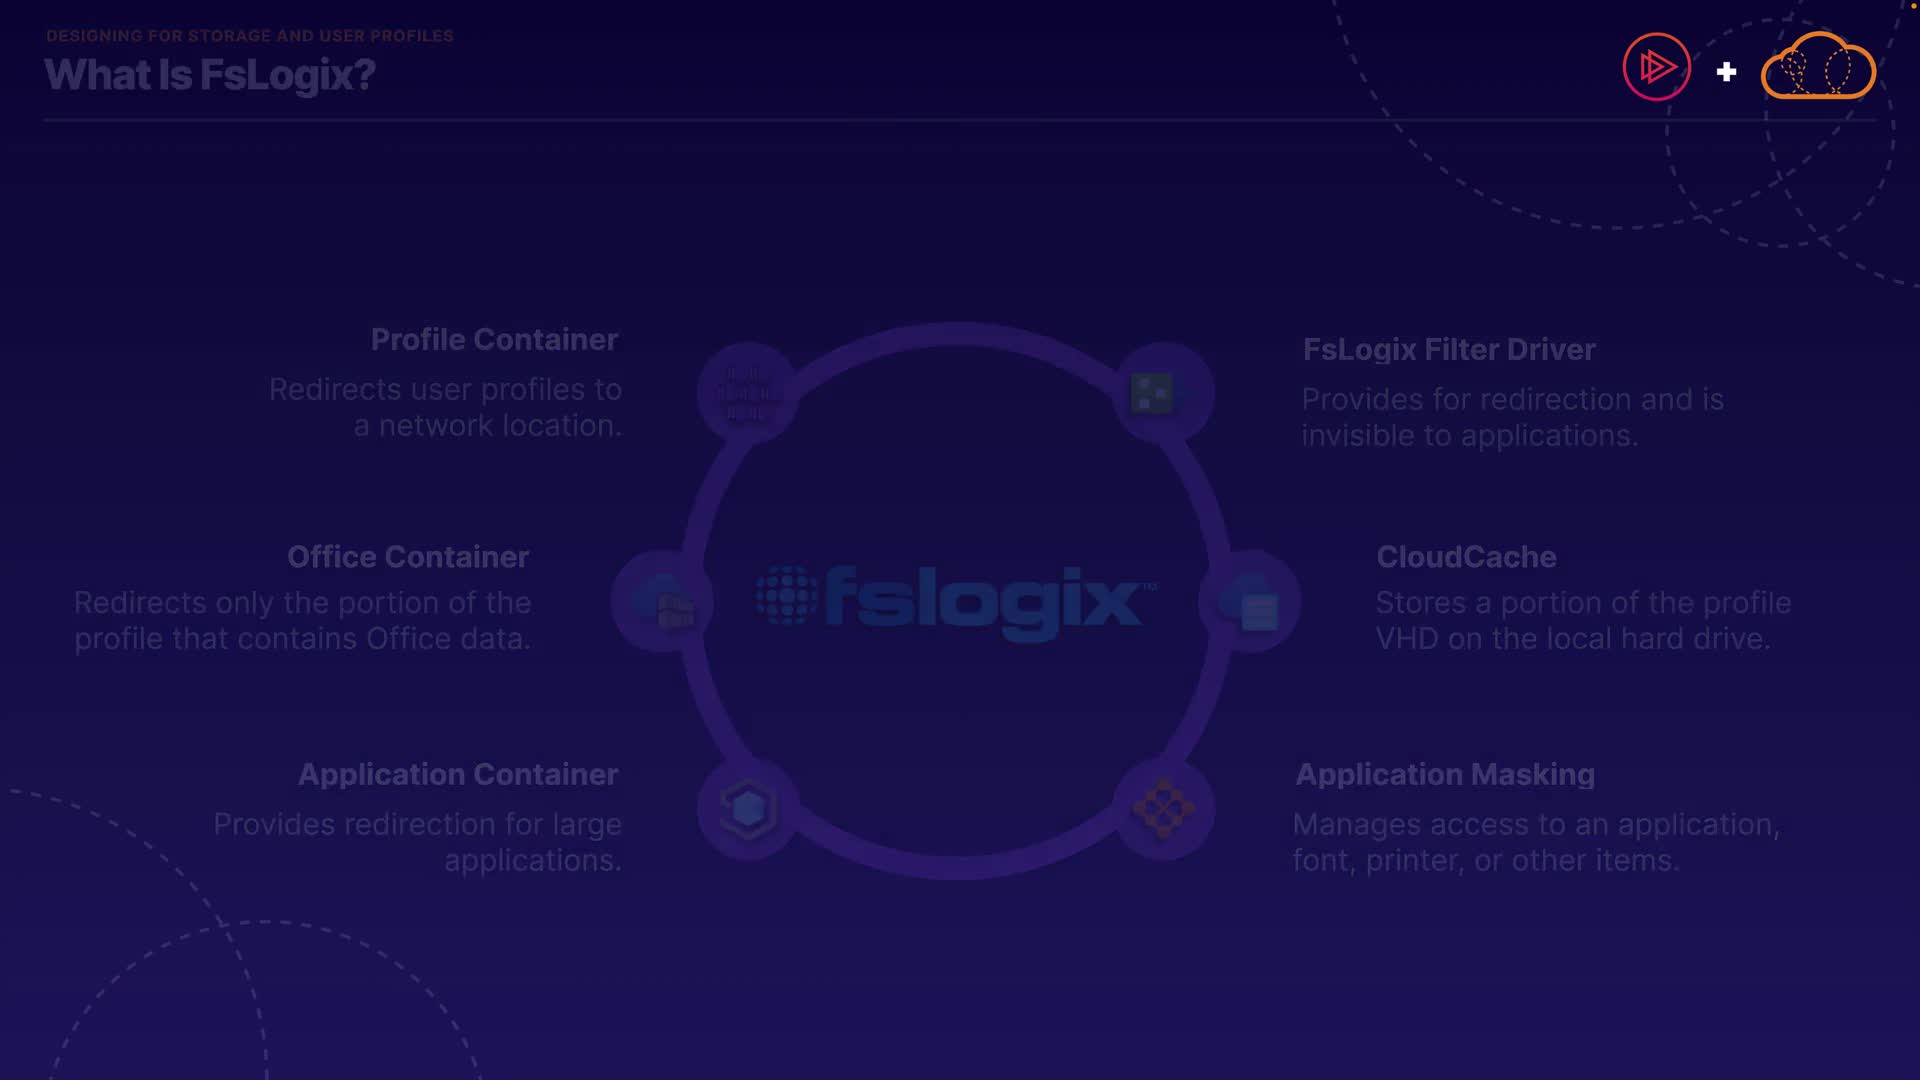 DESIGNING FOR STORAGE AND USER PROFILES
What Is FsLogix?
Profile Container
Redirects user profiles to
a network location.
Office Container
Redirects only the portion of the
profile that contains Office data.
Application Container
Provides redirection for large
applications.
fslogix™
FsLogix Filter Driver
Provides for redirection and is
invisible to applications.
CloudCache
Stores a portion of the profile
VHD on the local hard drive.
Application Masking
Manages access to an application,
font, printer, or other items.